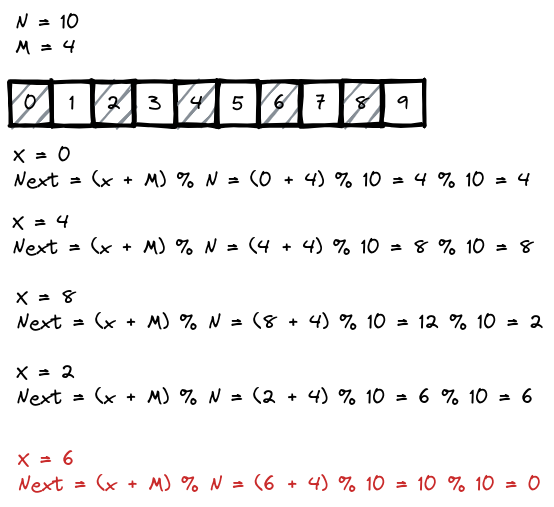 N = 10
M = 4
0 1 2 3 4 5 6 7 8 9
X = 0
Next = (x + M) % N = (0 + 4) % 10 = 4 % 10 = 4
X = 4
Next = (x + M) % N = (4 + 4) % 10 = 8 % 10 = 8
X = 8
Next = (x + M) % N = (8 + 4) % 10 = 12 % 10 = 2
X = 2
Next = (x + M) % N = (2 + 4) % 10 = 6 % 10 = 6
X = 6
Next = (x + M) % N = (6 + 4) % 10 = 10 % 10 = 0